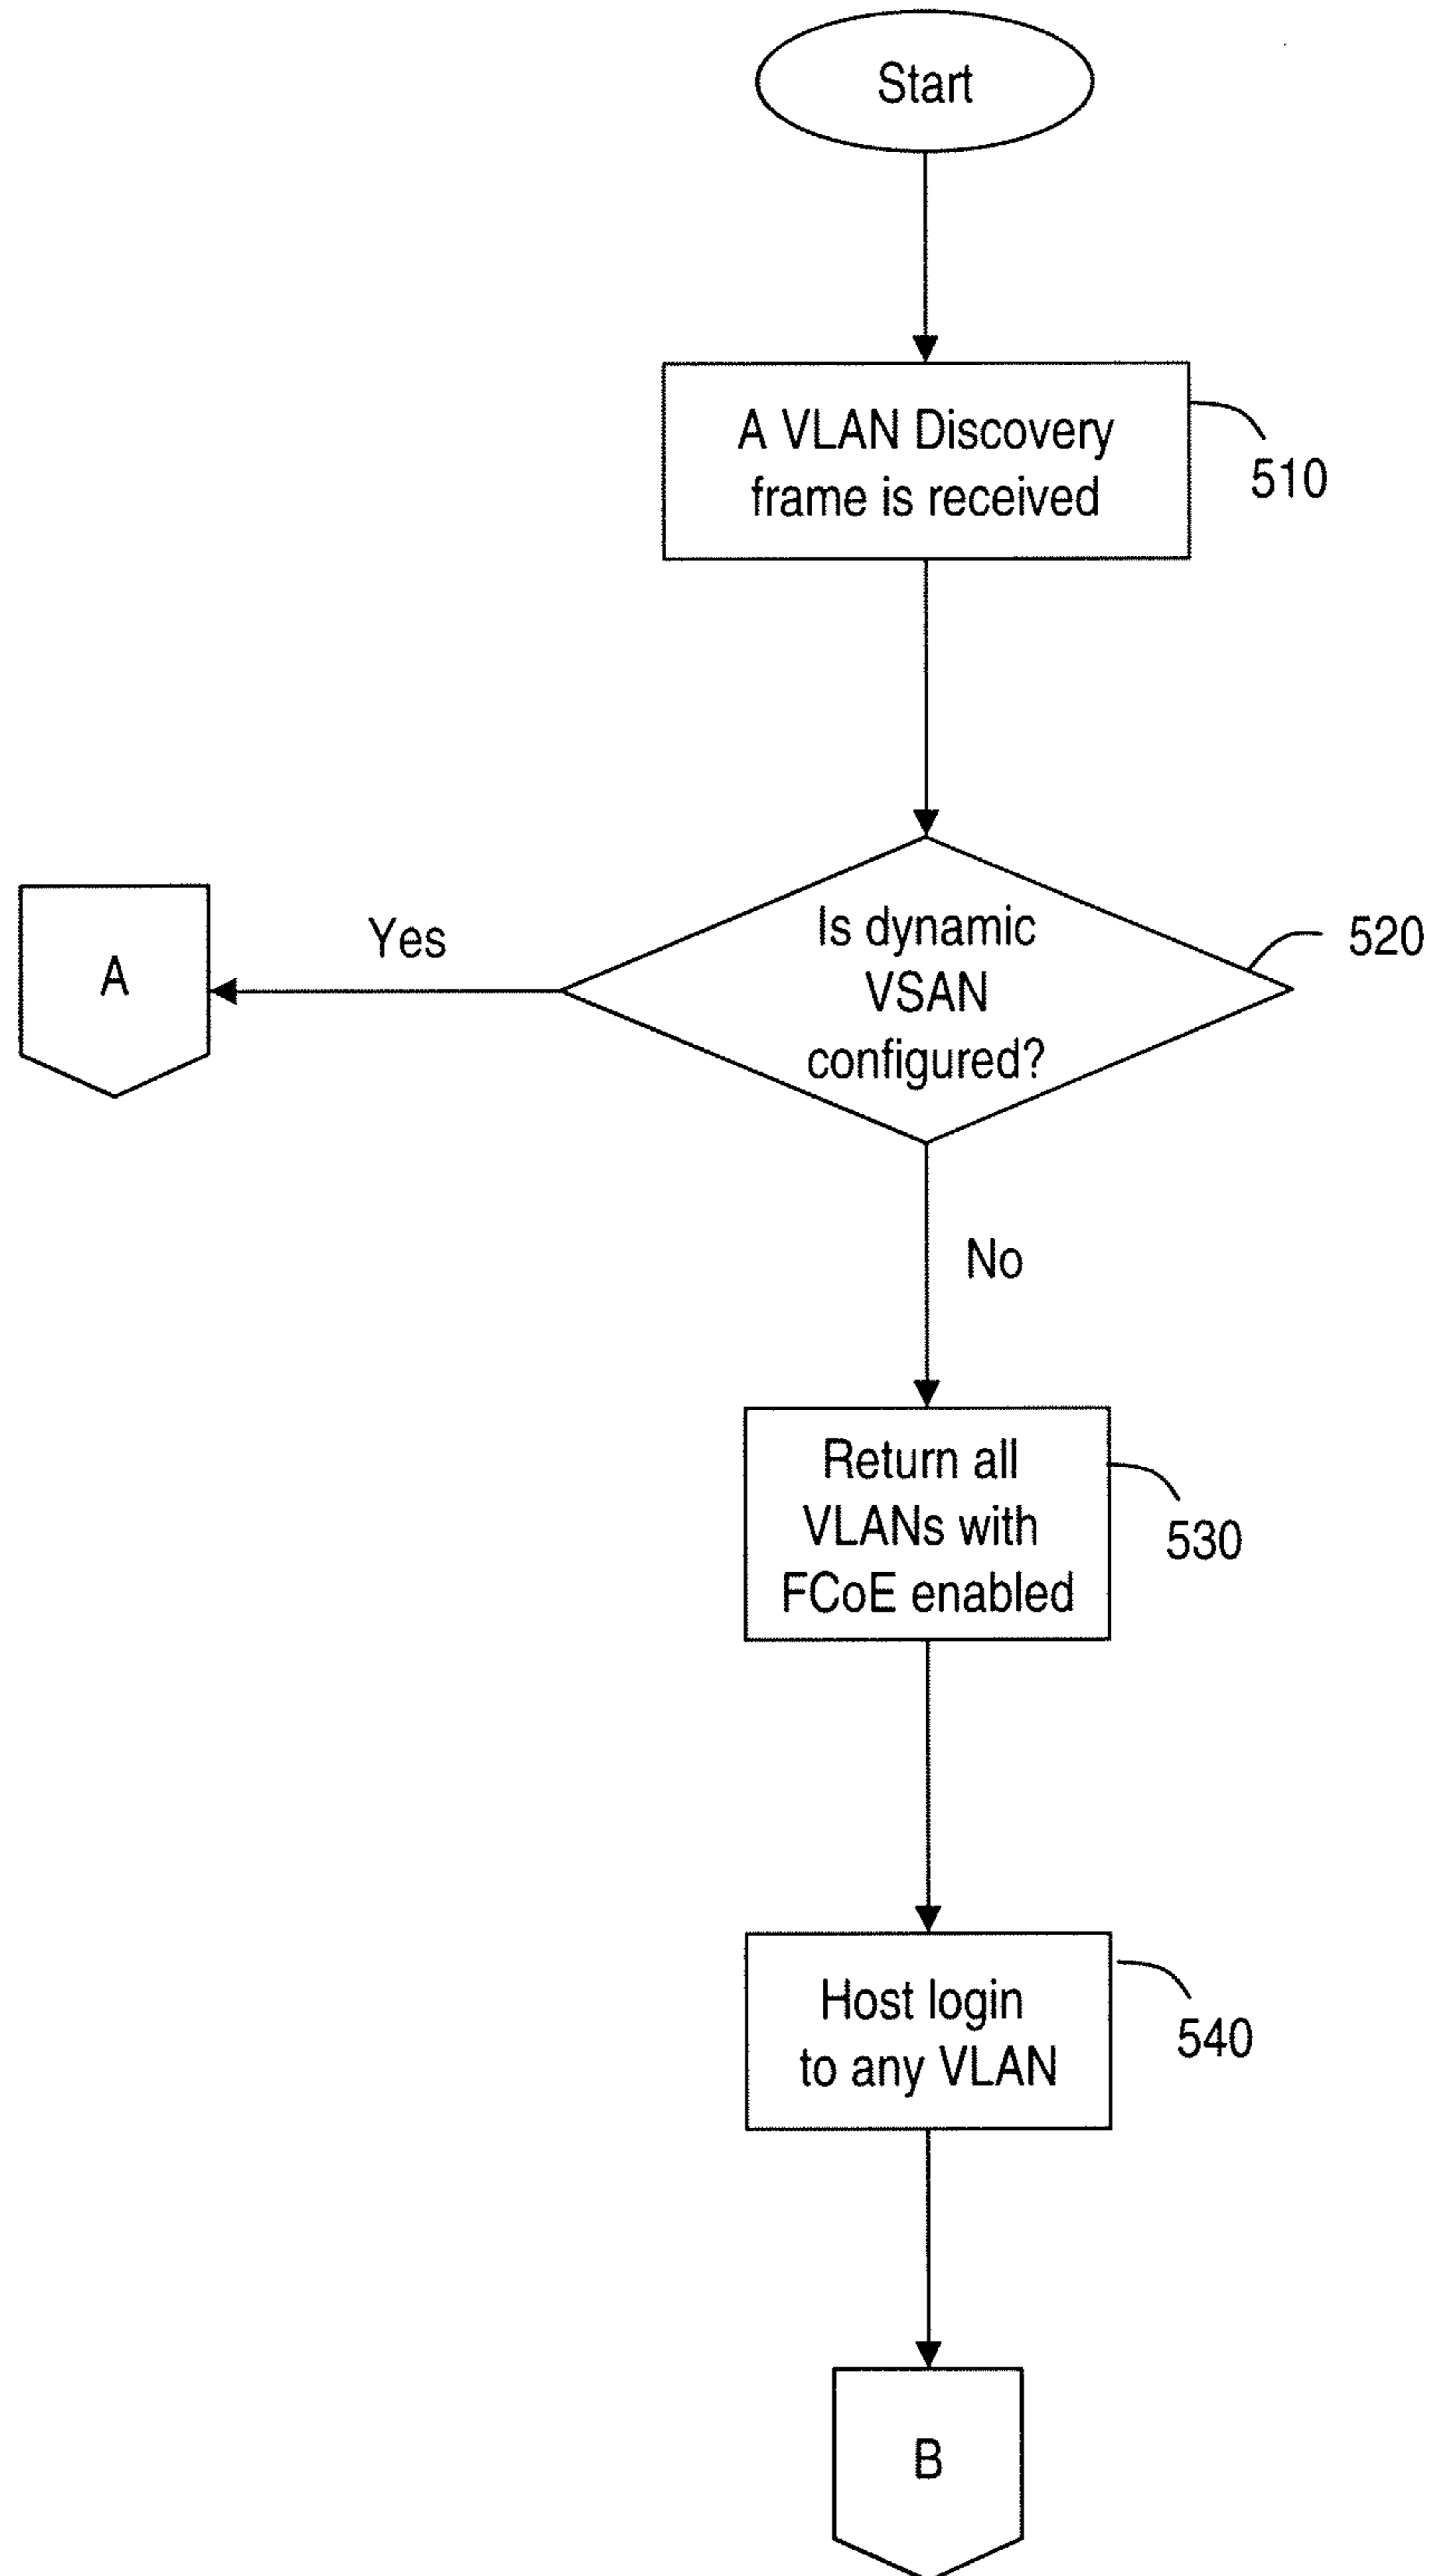 Start
A VLAN Discovery
frame is received
510
Is dynamic
VSAN
configured?
520
Yes
A
No
Return all
VLANs with
FCoE enabled
530
Host login
to any VLAN
540
B